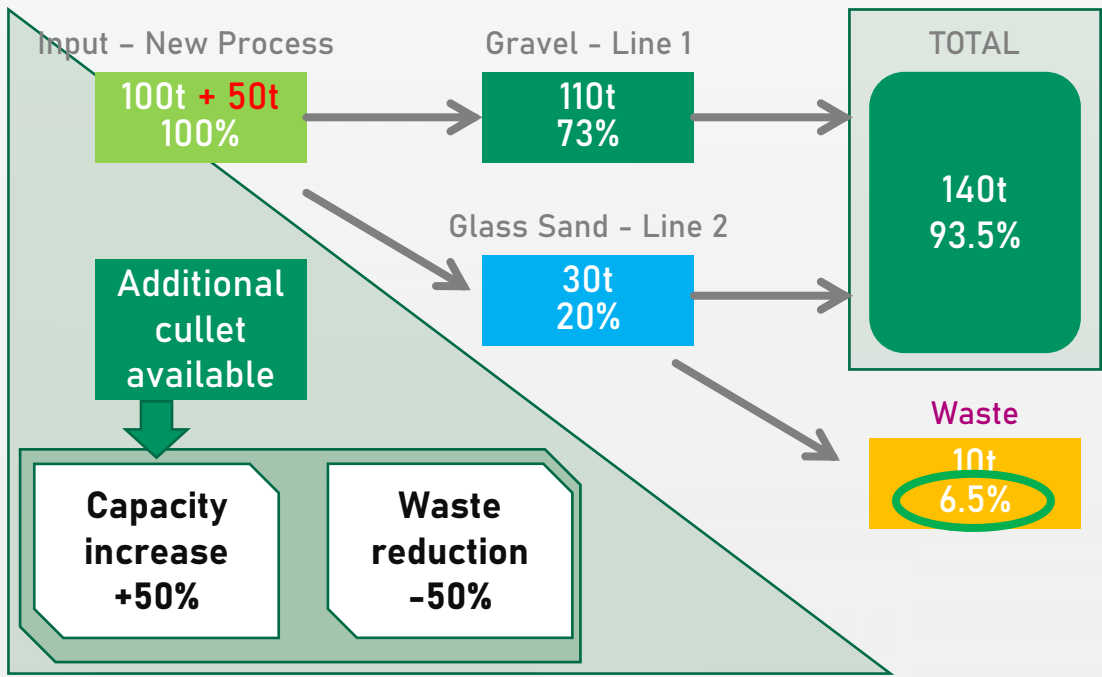 Input – New Process
100t + 50t
100%
Gravel - Line 1
110t
73%
TOTAL
140t
93.5%
Glass Sand - Line 2
30t
20%
Additional
cullet
available
Waste
10t
6.5%
Capacity
increase
+50%
Waste
reduction
-50%